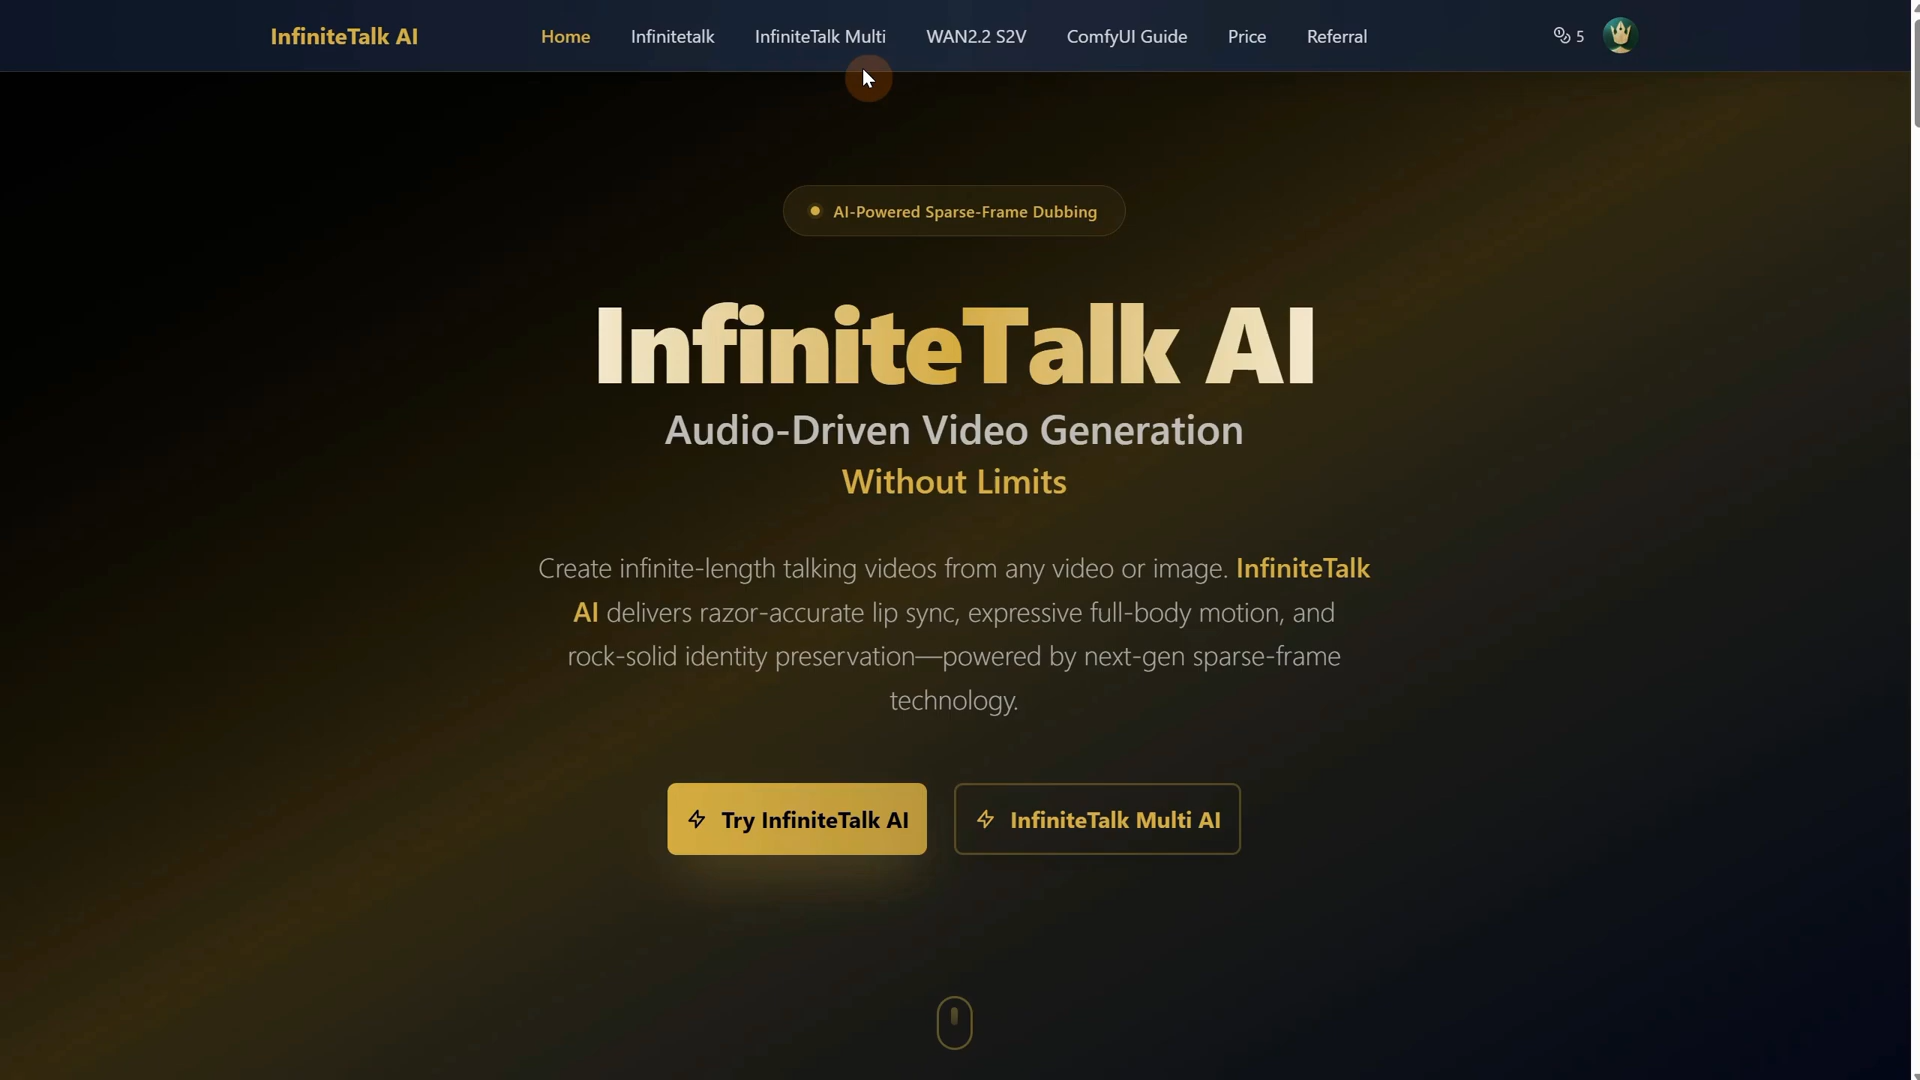 InfiniteTalk AI
Home
Infinitetalk
InfiniteTalk Multi
WAN2.2 S2V
ComfyUI Guide
Price
Referral
5
AI-Powered Sparse-Frame Dubbing
InfiniteTalk AI
Audio-Driven Video Generation
Without Limits
Create infinite-length talking videos from any video or image. InfiniteTalk
AI delivers razor-accurate lip sync, expressive full-body motion, and
rock-solid identity preservation—powered by next-gen sparse-frame
technology.
Try InfiniteTalk AI
InfiniteTalk Multi AI